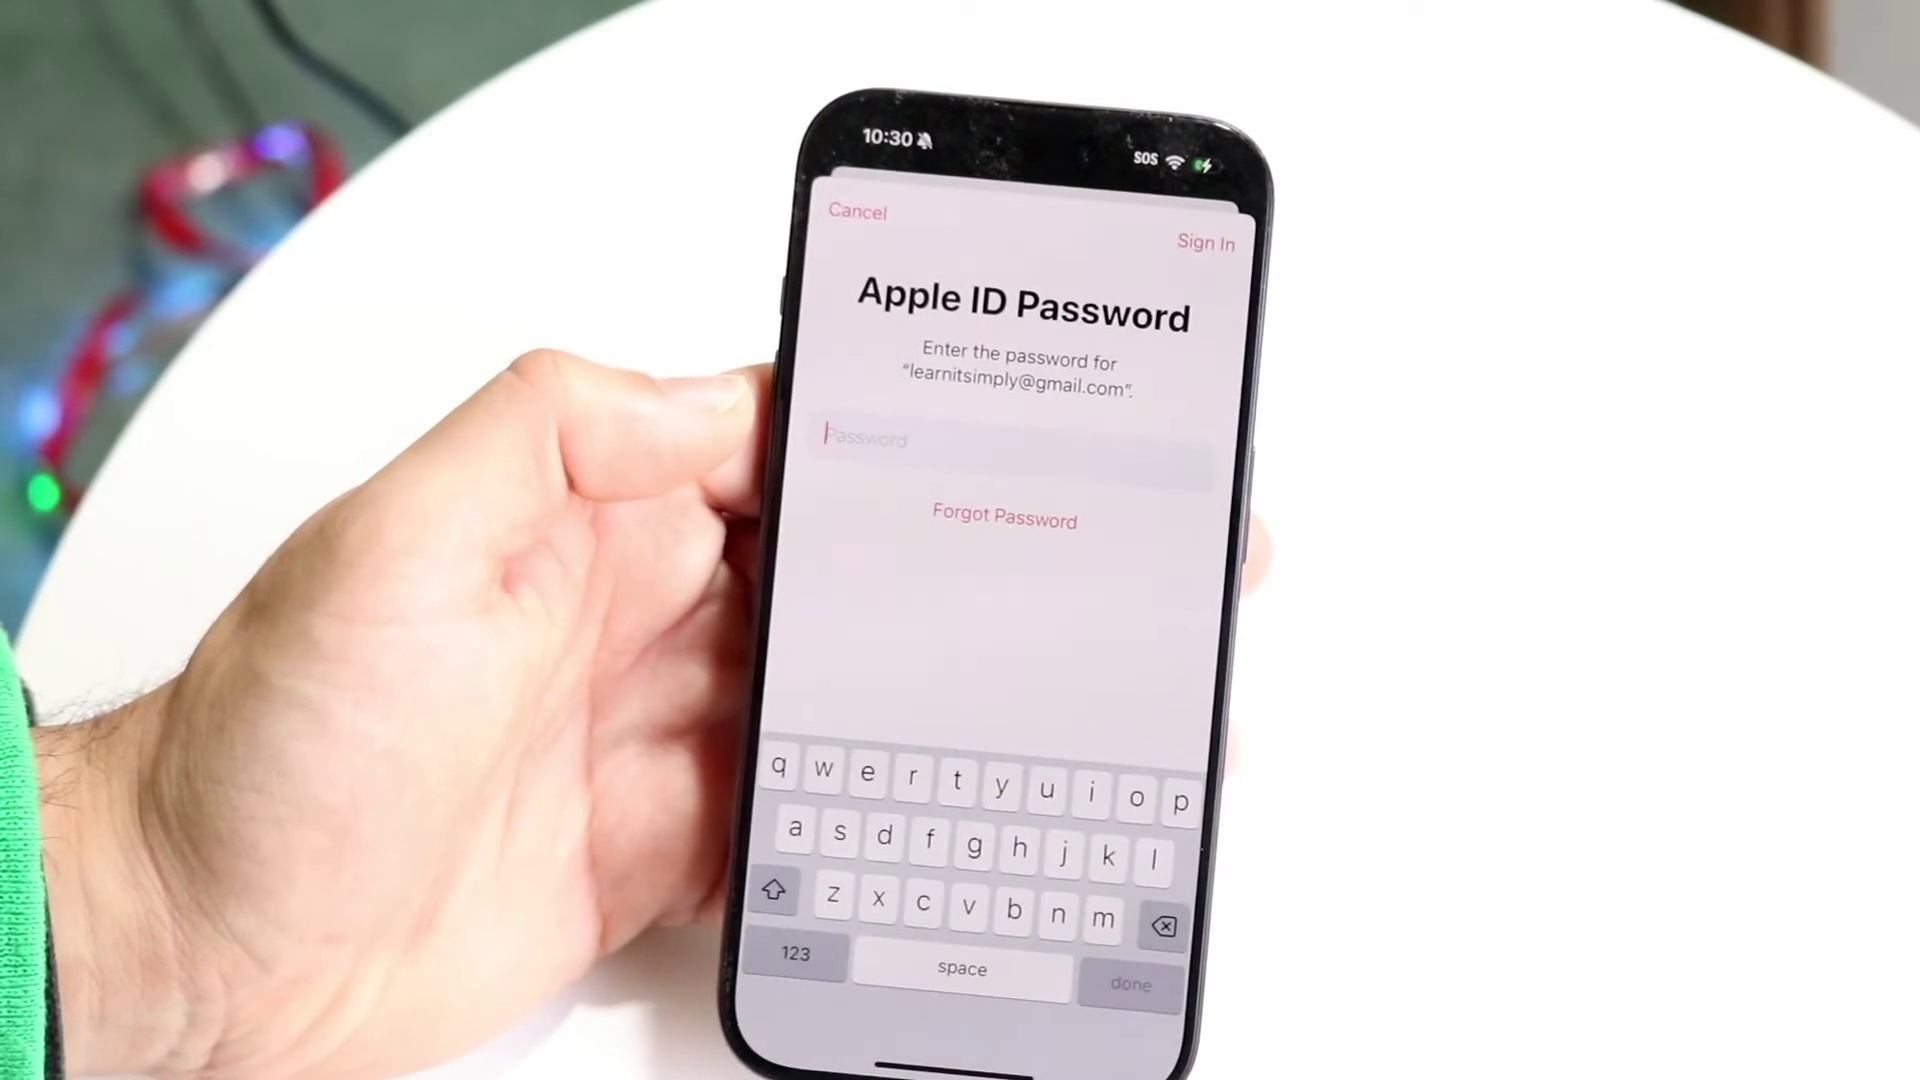 10:30
SOS
Cancel
Sign In
Apple ID Password
Enter the password for
“learnitsimply@gmail.com”.
Password
Forgot Password
q w e r t y u i o p
a s d f g h j k l
z x c v b n m
123 space done